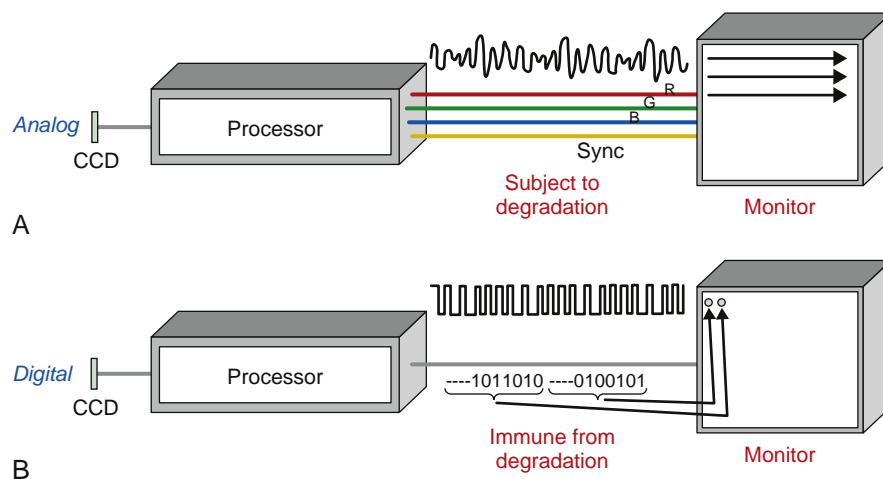 Analog
CCD
Processor
R
G
B
Sync
Subject to
degradation
Monitor
A
Digital
CCD
Processor
----1011010 ----0100101
Immune from
degradation
Monitor
B